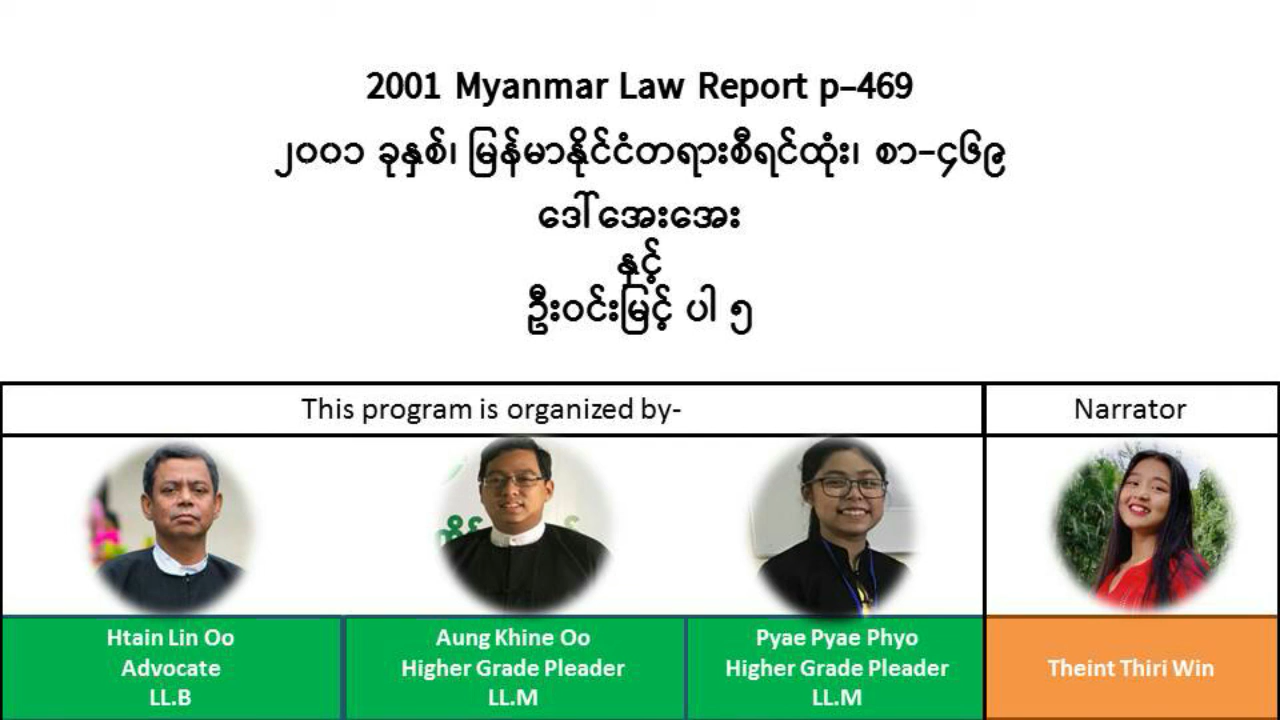 2001 Myanmar Law Report p-469
၂၀၀၁ ခုနှစ်၊ မြန်မာနိုင်ငံတရားစီရင်ထုံး၊ စာ-၄၆၉
ဒေါ်အေးအေး
နှင့်
ဦးဝင်းမြင့် ပါ ၅
This program is organized by-
Narrator
Htain Lin Oo
Advocate
LL.B
Aung Khine Oo
Higher Grade Pleader
LL.M
Pyae Pyae Phyo
Higher Grade Pleader
LL.M
Theint Thiri Win